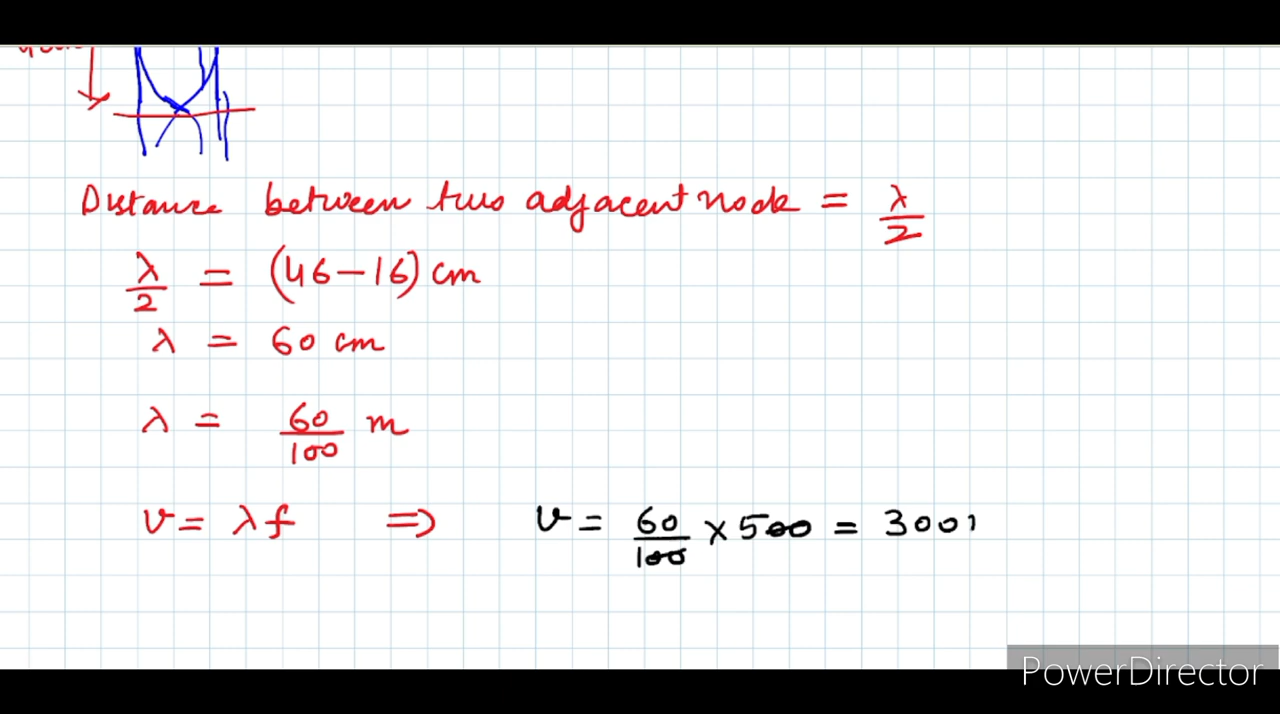 Distance between two adjacent node = λ/2
λ/2 = (46-16) cm
λ = 60 cm
λ = 60/100 m
v = λ f ⇒ v = 60/100 × 500 = 300
PowerDirector